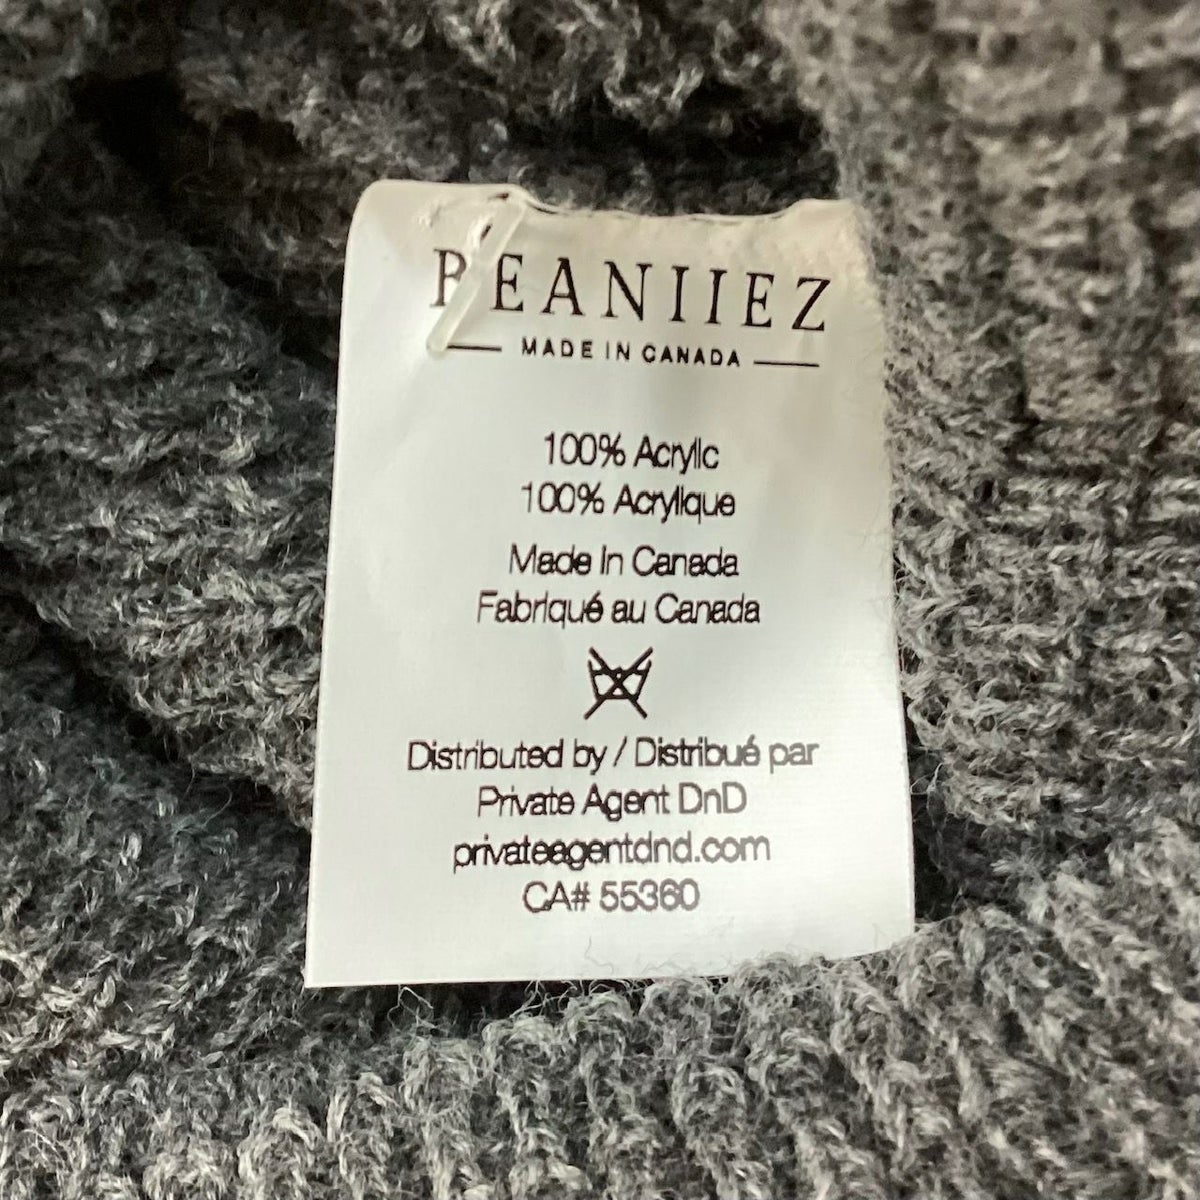 BEANIIEZ
MADE IN CANADA
100% Acrylic
100% Acrylique
Made In Canada
Fabriqué au Canada
Distributed by / Distribué par
Private Agent DnD
privateagentdnd.com
CA# 55360